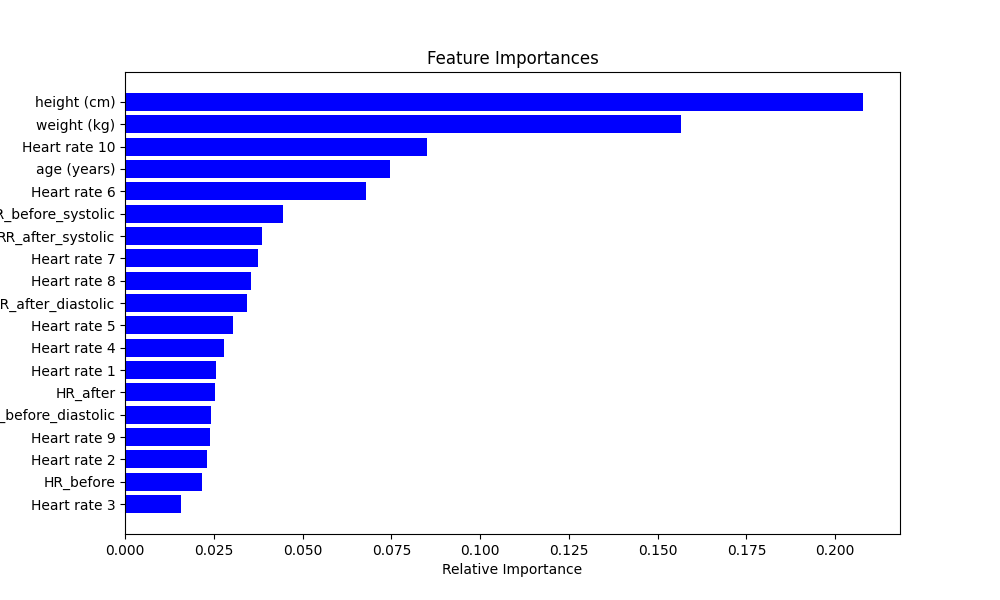 Feature Importances
height (cm)
weight (kg)
Heart rate 10
age (years)
Heart rate 6
R_before_systolic
RR_after_systolic
Heart rate 7
Heart rate 8
R_after_diastolic
Heart rate 5
Heart rate 4
Heart rate 1
HR_after
_before_diastolic
Heart rate 9
Heart rate 2
HR_before
Heart rate 3
0.000 0.025 0.050 0.075 0.100 0.125 0.150 0.175 0.200
Relative Importance